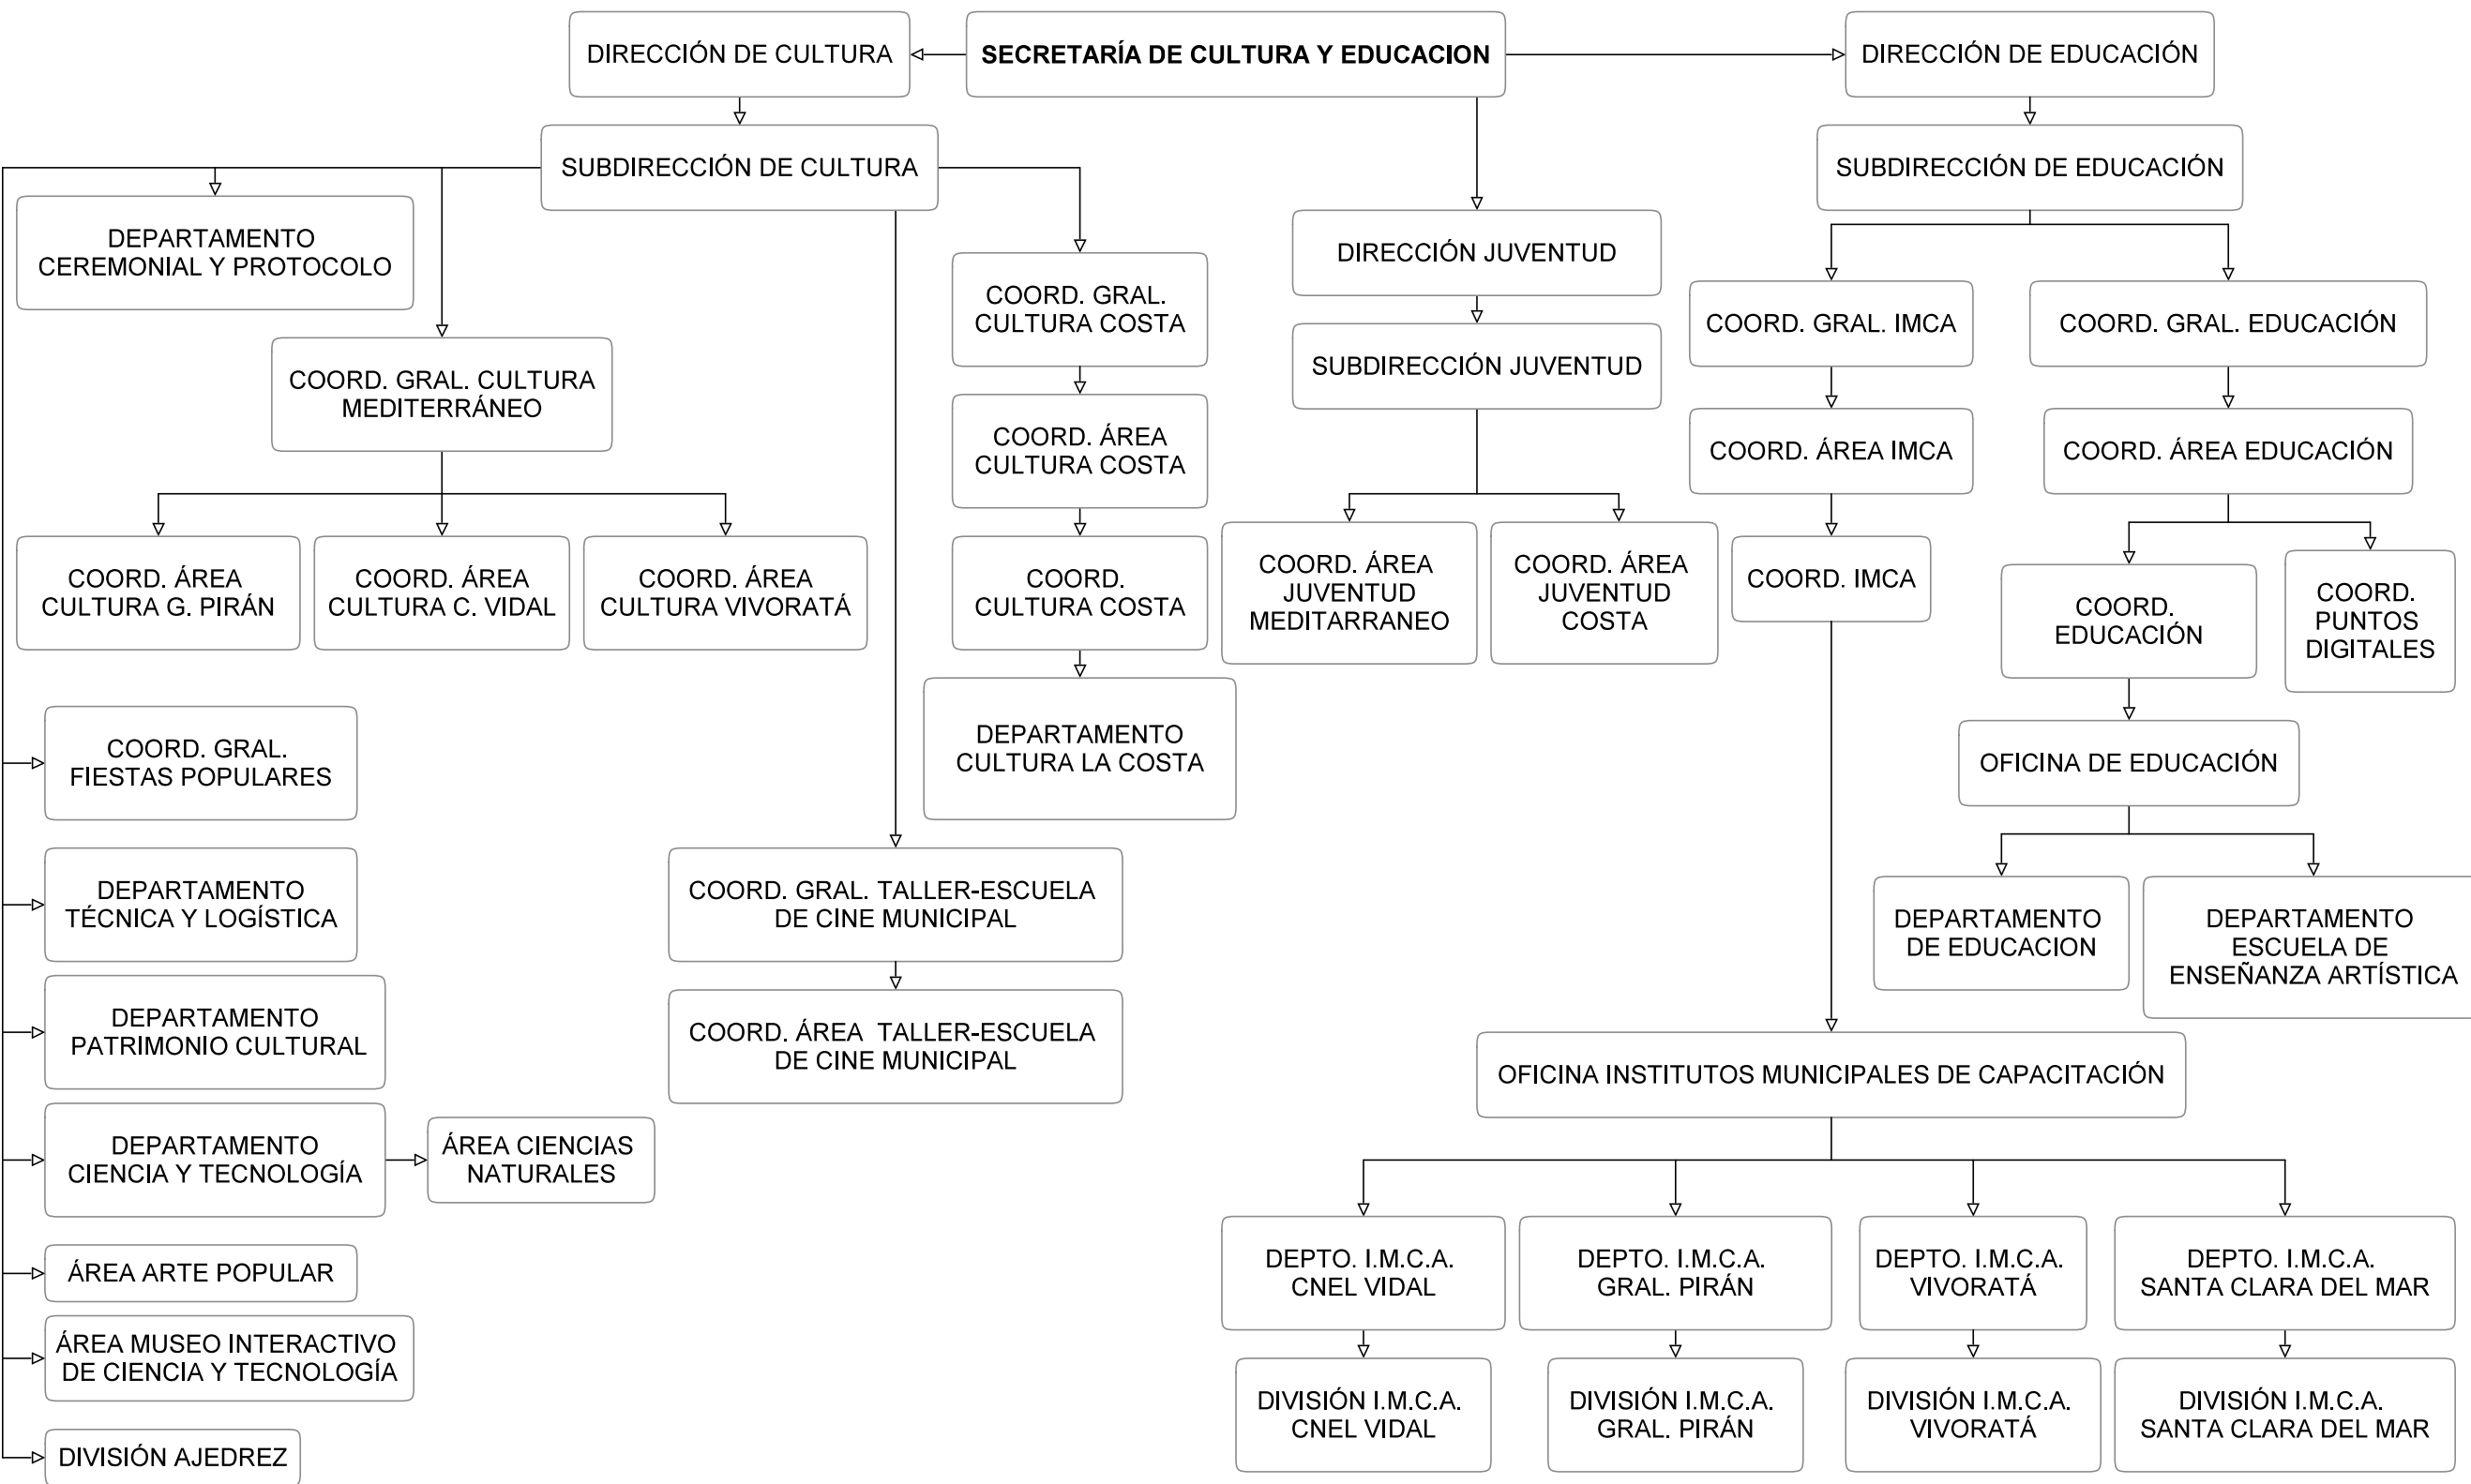 DIRECCIÓN DE CULTURA
SECRETARÍA DE CULTURA Y EDUCACION
DIRECCIÓN DE EDUCACIÓN
SUBDIRECCIÓN DE CULTURA
SUBDIRECCIÓN DE EDUCACIÓN
DEPARTAMENTO
CEREMONIAL Y PROTOCOLO
COORD. GRAL.
CULTURA COSTA
DIRECCIÓN JUVENTUD
COORD. GRAL. IMCA
COORD. GRAL. EDUCACIÓN
COORD. GRAL. CULTURA
MEDITERRÁNEO
SUBDIRECCIÓN JUVENTUD
COORD. ÁREA
CULTURA COSTA
COORD. ÁREA IMCA
COORD. ÁREA EDUCACIÓN
COORD. ÁREA
CULTURA G. PIRÁN
COORD. ÁREA
CULTURA C. VIDAL
COORD. ÁREA
CULTURA VIVORATÁ
COORD.
CULTURA COSTA
COORD. ÁREA
JUVENTUD
MEDITARRANEO
COORD. ÁREA
JUVENTUD
COSTA
COORD. IMCA
COORD.
EDUCACIÓN
COORD.
PUNTOS
DIGITALES
COORD. GRAL.
FIESTAS POPULARES
DEPARTAMENTO
CULTURA LA COSTA
OFICINA DE EDUCACIÓN
DEPARTAMENTO
TÉCNICA Y LOGÍSTICA
COORD. GRAL. TALLER-ESCUELA
DE CINE MUNICIPAL
DEPARTAMENTO
DE EDUCACION
DEPARTAMENTO
ESCUELA DE
ENSEÑANZA ARTÍSTICA
DEPARTAMENTO
PATRIMONIO CULTURAL
COORD. ÁREA TALLER-ESCUELA
DE CINE MUNICIPAL
OFICINA INSTITUTOS MUNICIPALES DE CAPACITACIÓN
DEPARTAMENTO
CIENCIA Y TECNOLOGÍA
ÁREA CIENCIAS
NATURALES
ÁREA ARTE POPULAR
DEPTO. I.M.C.A.
CNEL VIDAL
DEPTO. I.M.C.A.
GRAL. PIRÁN
DEPTO. I.M.C.A.
VIVORATÁ
DEPTO. I.M.C.A.
SANTA CLARA DEL MAR
ÁREA MUSEO INTERACTIVO
DE CIENCIA Y TECNOLOGÍA
DIVISIÓN I.M.C.A.
CNEL VIDAL
DIVISIÓN I.M.C.A.
GRAL. PIRÁN
DIVISIÓN I.M.C.A.
VIVORATÁ
DIVISIÓN I.M.C.A.
SANTA CLARA DEL MAR
DIVISIÓN AJEDREZ